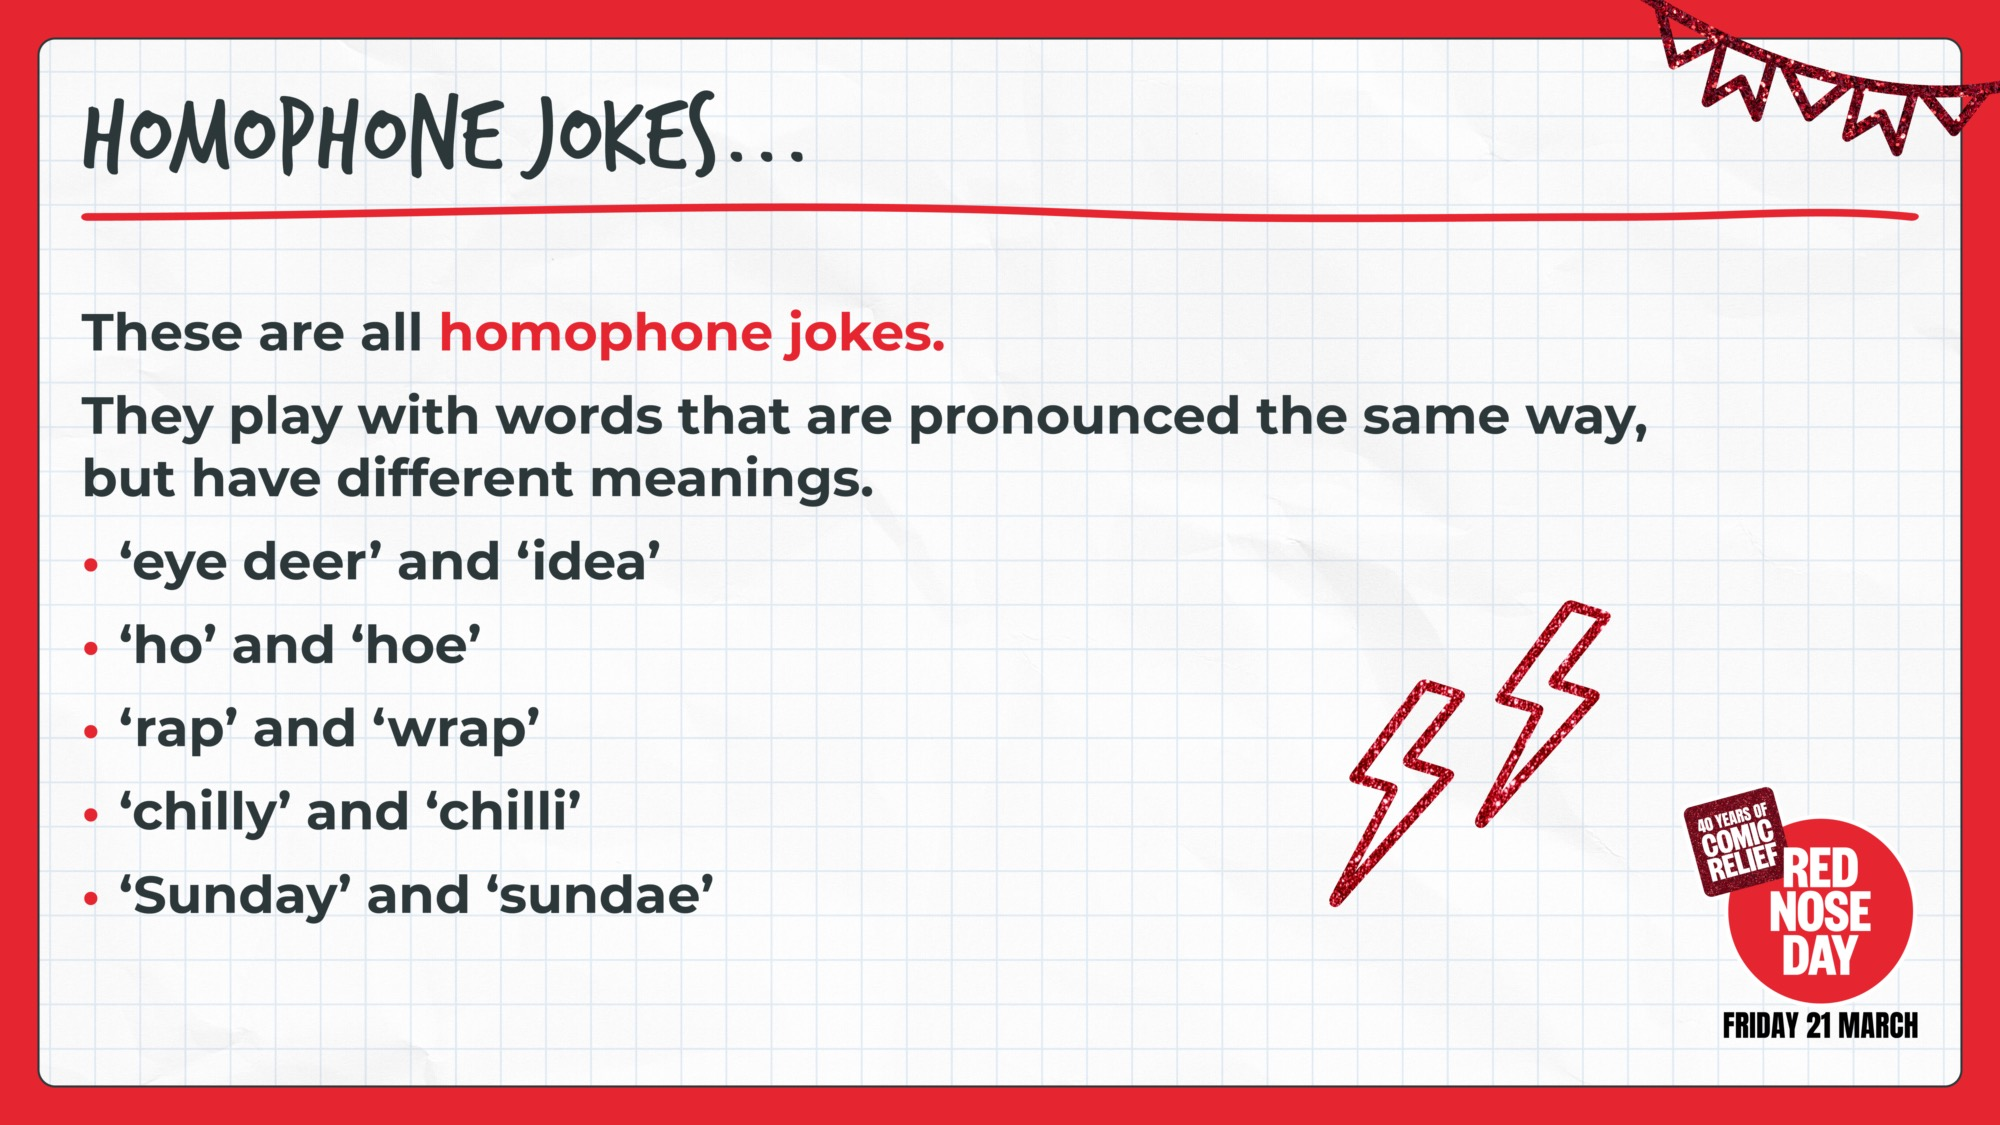 HOMOPHONE JOKES...
These are all homophone jokes.
They play with words that are pronounced the same way,
but have different meanings.
• ‘eye deer’ and ‘idea’
• ‘ho’ and ‘hoe’
• ‘rap’ and ‘wrap’
• ‘chilly’ and ‘chilli’
• ‘Sunday’ and ‘sundae’
40 YEARS OF
COMIC
RELIEF
RED
NOSE
DAY
FRIDAY 21 MARCH